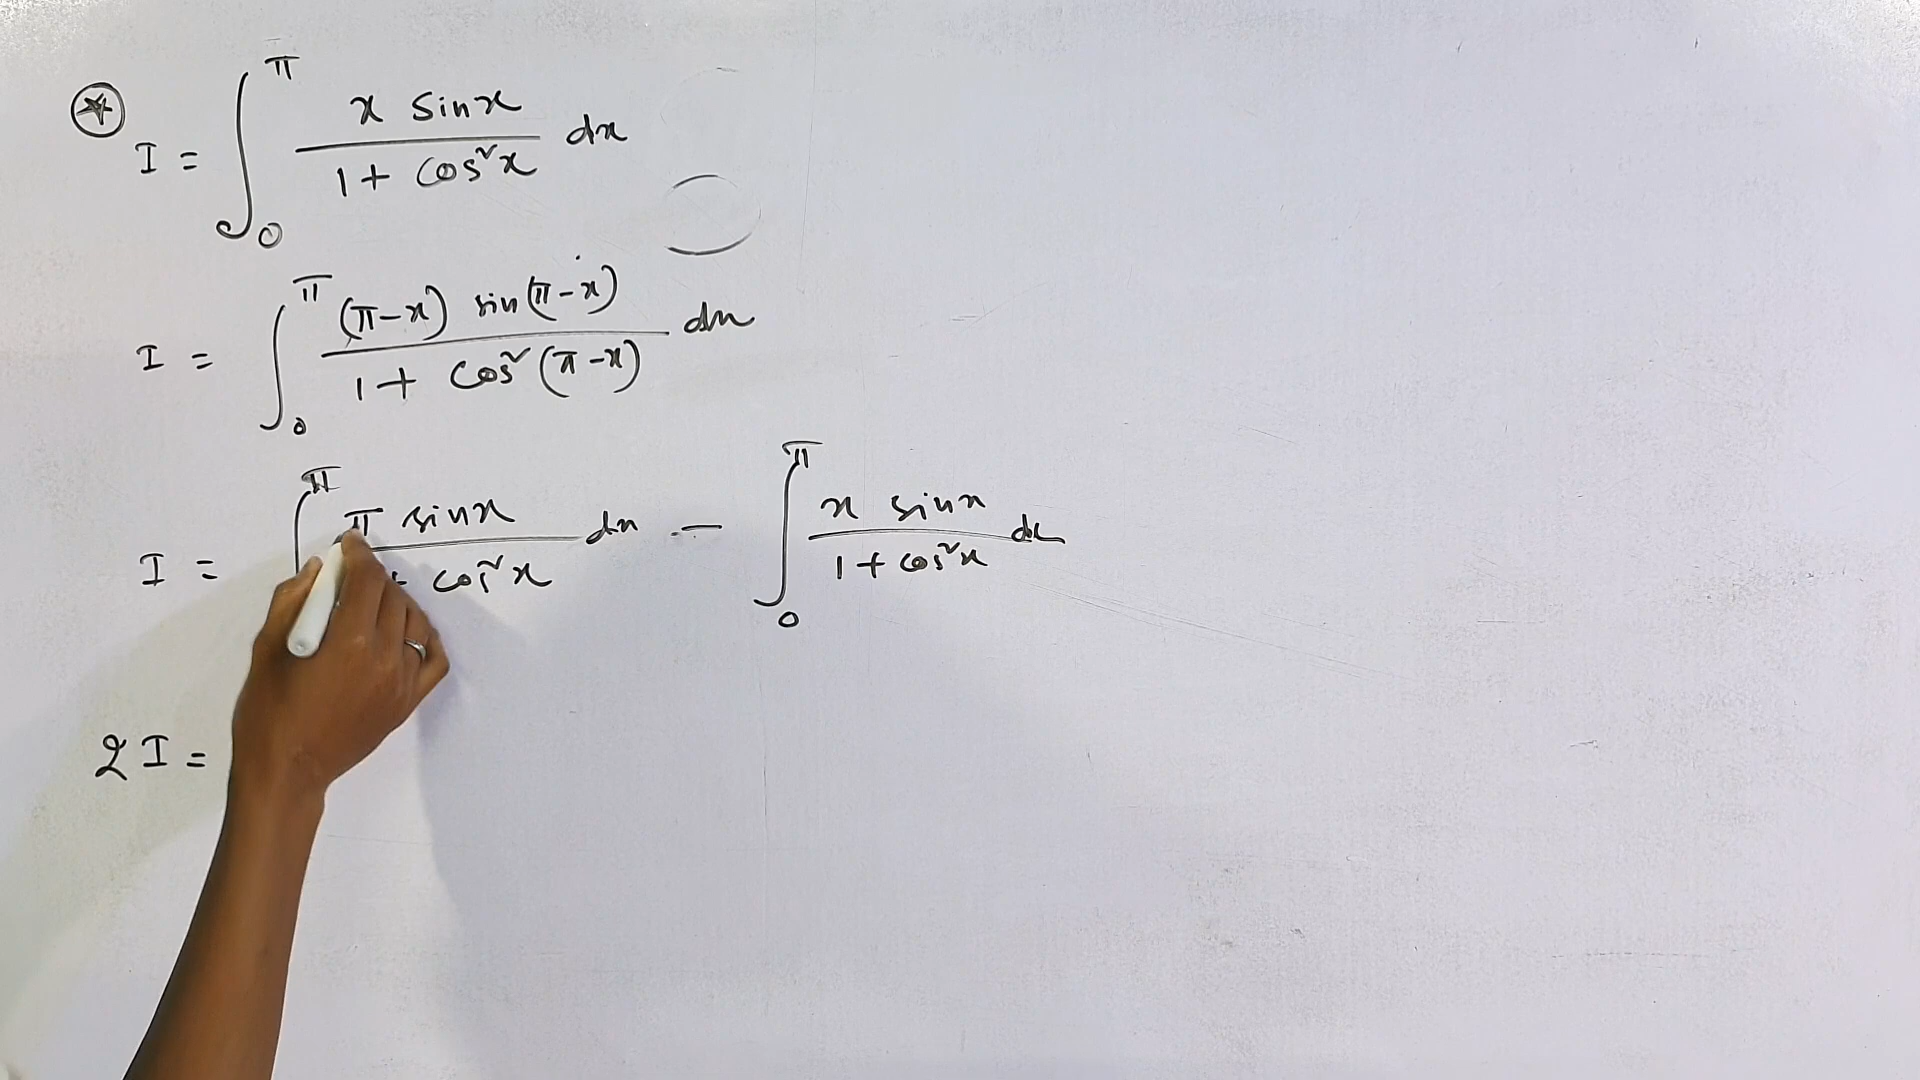 I = ∫₀^π (x sinx)/(1 + cos²x) dx
I = ∫₀^π ((π-x) sin(π-x))/(1 + cos²(π-x)) dx
I = ∫^π (π sinx)/(+ cos²x) dx - ∫₀^π (x sinx)/(1 + cos²x) dx
2I =